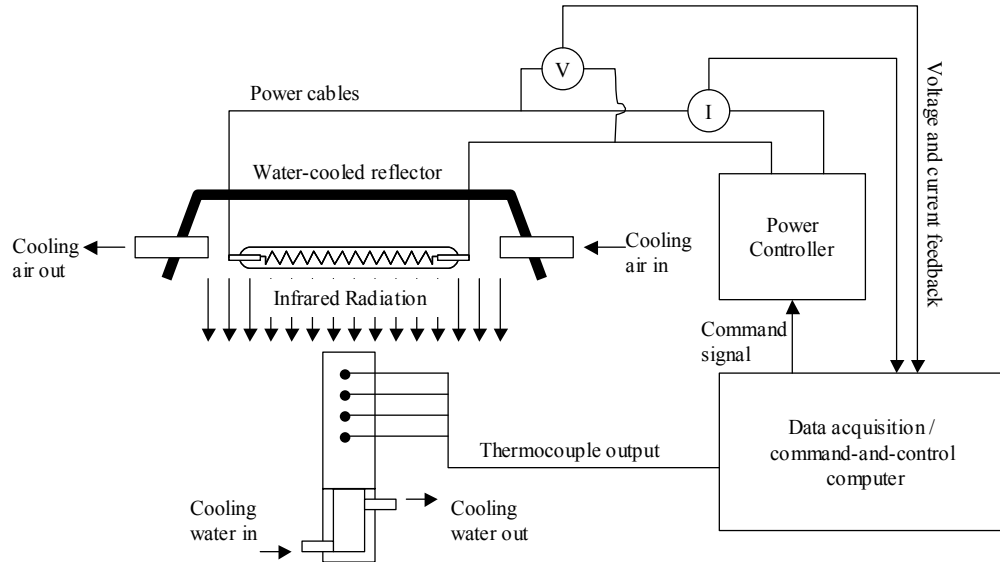 V
I
Power cables
Voltage and current feedback
Water-cooled reflector
Power
Controller
Cooling
air out
Cooling
air in
Infrared Radiation
Command
signal
Data acquisition /
command-and-control
computer
Thermocouple output
Cooling
water in
Cooling
water out